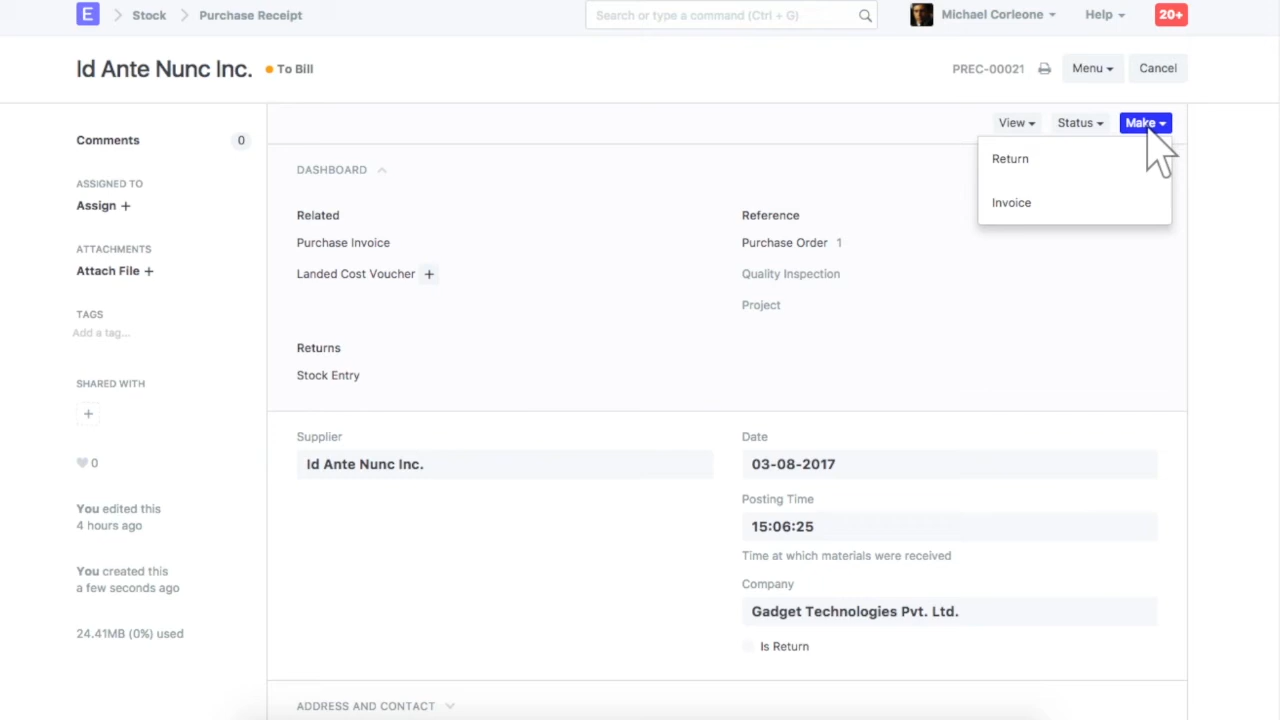 E Stock Purchase Receipt Search or type a command (Ctrl + G) Michael Corleone Help 20+
Id Ante Nunc Inc. To Bill PREC-00021 Menu Cancel
View Status Make
Return
Invoice
Comments 0
ASSIGNED TO
Assign +
ATTACHMENTS
Attach File +
TAGS
Add a tag...
SHARED WITH
+
0
You edited this
4 hours ago
You created this
a few seconds ago
24.41MB (0%) used
DASHBOARD
Related
Purchase Invoice
Landed Cost Voucher +
Returns
Stock Entry
Reference
Purchase Order 1
Quality Inspection
Project
Supplier
Id Ante Nunc Inc.
Date
03-08-2017
Posting Time
15:06:25
Time at which materials were received
Company
Gadget Technologies Pvt. Ltd.
Is Return
ADDRESS AND CONTACT